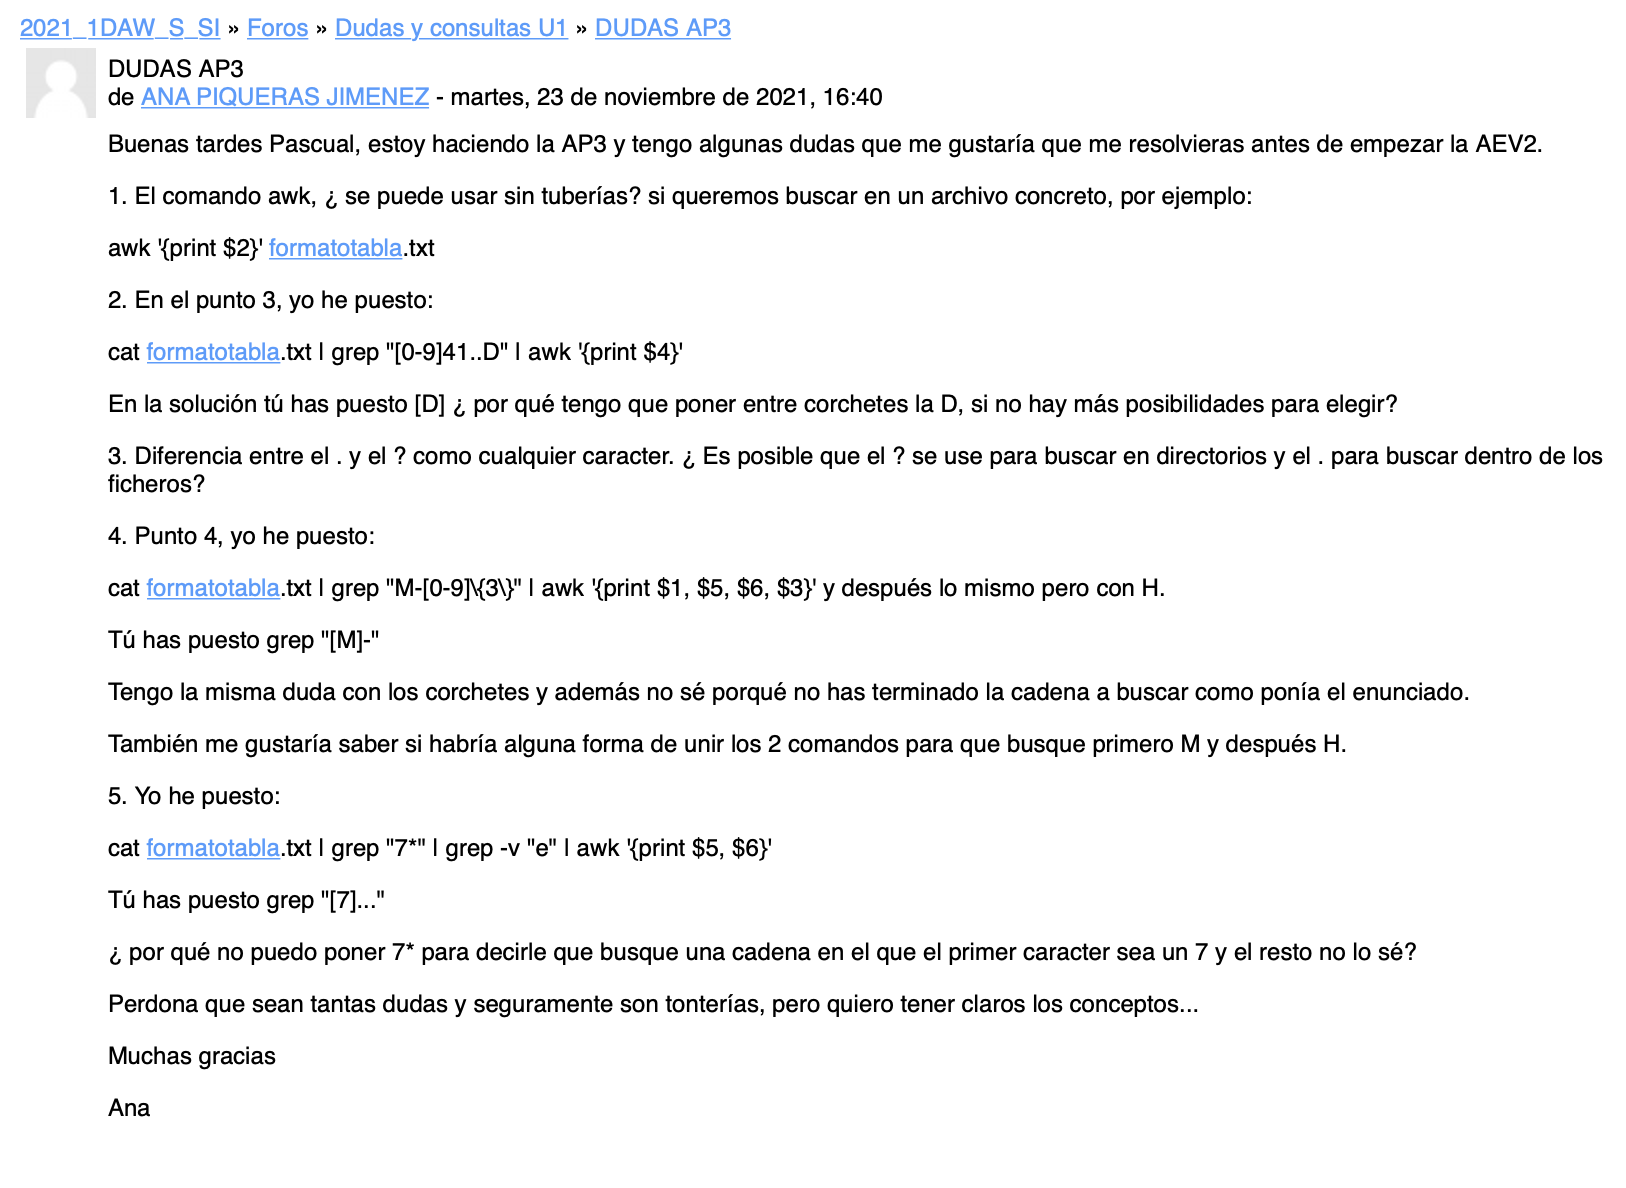 2021_1DAW_S_SI » Foros » Dudas y consultas U1 » DUDAS AP3
DUDAS AP3
de ANA PIQUERAS JIMENEZ - martes, 23 de noviembre de 2021, 16:40
Buenas tardes Pascual, estoy haciendo la AP3 y tengo algunas dudas que me gustaría que me resolvieras antes de empezar la AEV2.
1. El comando awk, ¿ se puede usar sin tuberías? si queremos buscar en un archivo concreto, por ejemplo:
awk '{print $2}' formatotabla.txt
2. En el punto 3, yo he puesto:
cat formatotabla.txt | grep "[0-9]41..D" | awk '{print $4}'
En la solución tú has puesto [D] ¿ por qué tengo que poner entre corchetes la D, si no hay más posibilidades para elegir?
3. Diferencia entre el . y el ? como cualquier caracter. ¿ Es posible que el ? se use para buscar en directorios y el . para buscar dentro de los
ficheros?
4. Punto 4, yo he puesto:
cat formatotabla.txt | grep "M-[0-9]\{3\}" | awk '{print $1, $5, $6, $3}' y después lo mismo pero con H.
Tú has puesto grep "[M]-"
Tengo la misma duda con los corchetes y además no sé porqué no has terminado la cadena a buscar como ponía el enunciado.
También me gustaría saber si habría alguna forma de unir los 2 comandos para que busque primero M y después H.
5. Yo he puesto:
cat formatotabla.txt | grep "7*" | grep -v "e" | awk '{print $5, $6}'
Tú has puesto grep "[7]..."
¿ por qué no puedo poner 7* para decirle que busque una cadena en el que el primer caracter sea un 7 y el resto no lo sé?
Perdona que sean tantas dudas y seguramente son tonterías, pero quiero tener claros los conceptos...
Muchas gracias
Ana